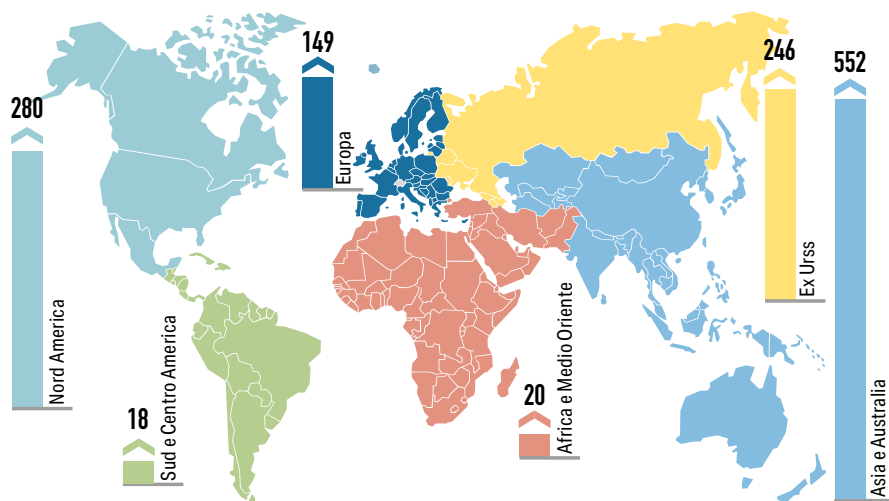 280
Nord America
18
Sud e Centro America
149
Europa
20
Africa e Medio Oriente
246
Ex Urss
552
Asia e Australia